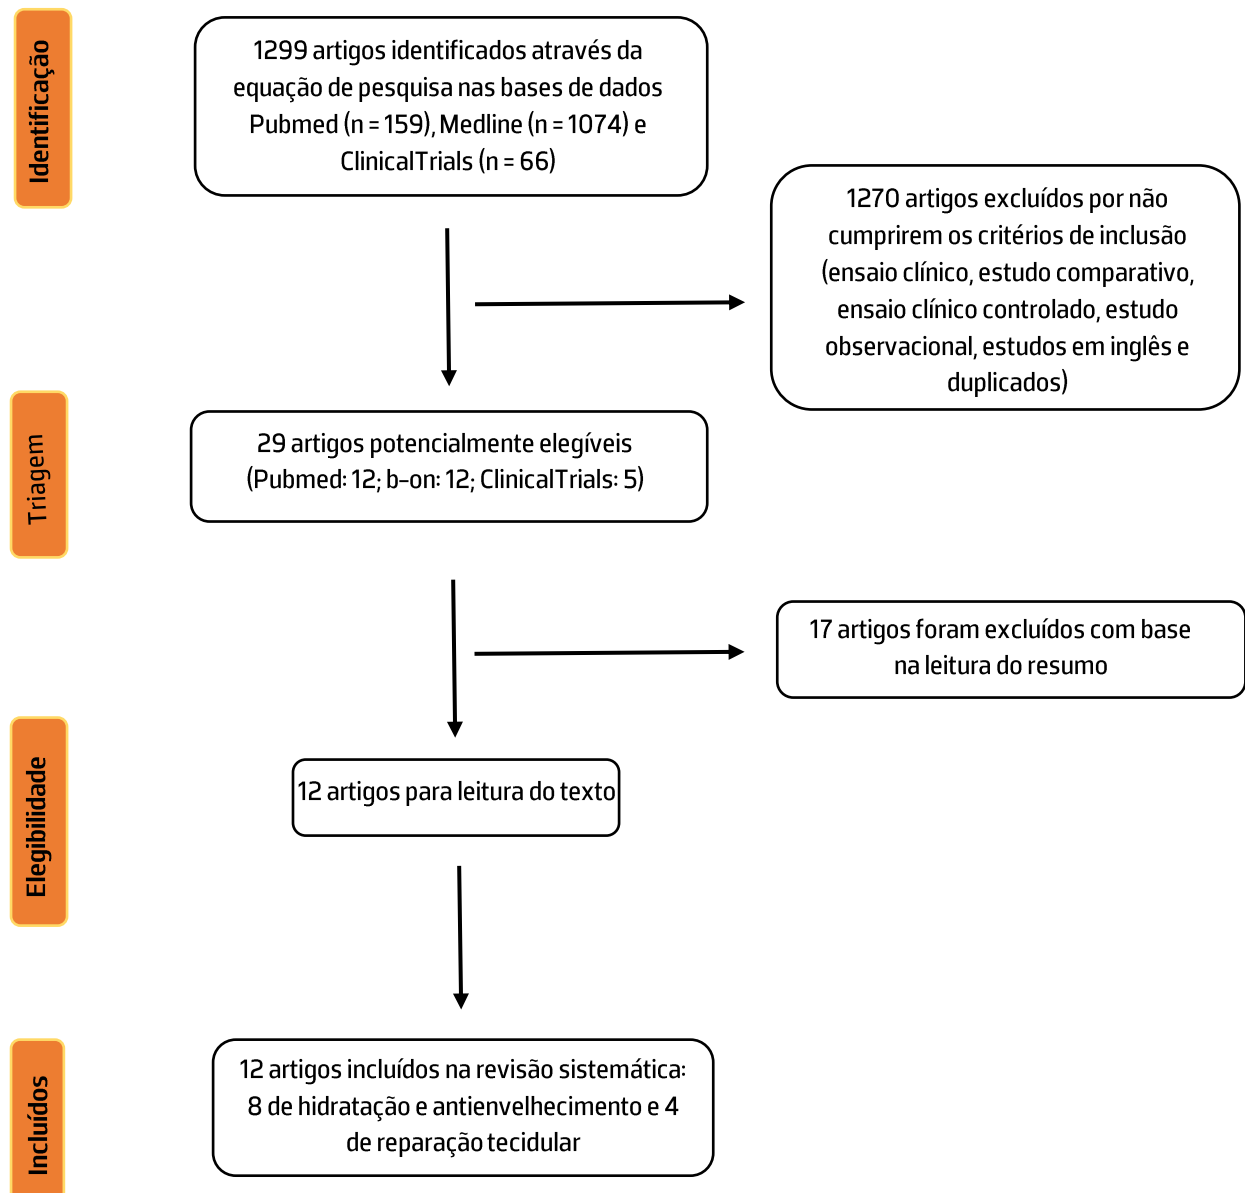 Identificação
1299 artigos identificados através da
equação de pesquisa nas bases de dados
Pubmed (n = 159), Medline (n = 1074) e
ClinicalTrials (n = 66)
1270 artigos excluídos por não
cumprirem os critérios de inclusão
(ensaio clínico, estudo comparativo,
ensaio clínico controlado, estudo
observacional, estudos em inglês e
duplicados)
Triagem
29 artigos potencialmente elegíveis
(Pubmed: 12; b-on: 12; ClinicalTrials: 5)
17 artigos foram excluídos com base
na leitura do resumo
Elegibilidade
12 artigos para leitura do texto
Incluídos
12 artigos incluídos na revisão sistemática:
8 de hidratação e antienvelhecimento e 4
de reparação tecidular